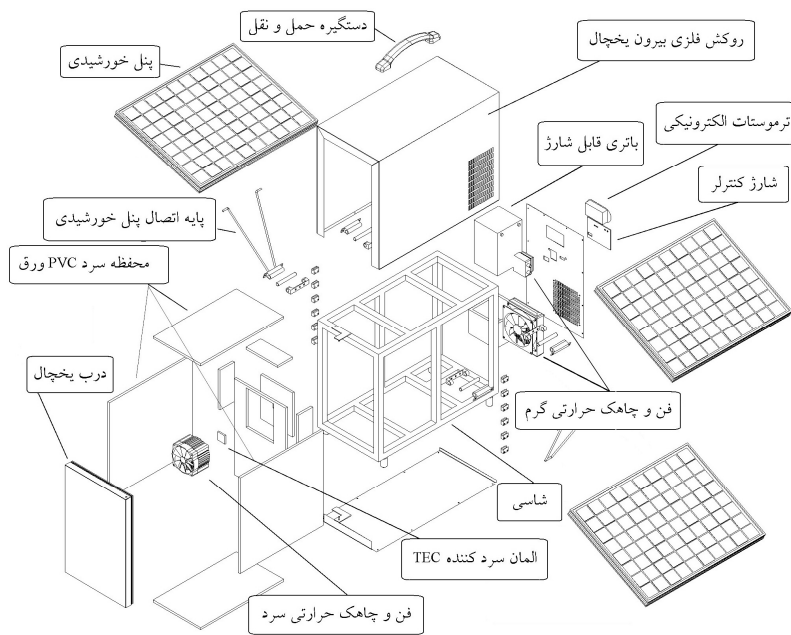 دستگیره حمل و نقل
روکش فلزی بیرون یخچال
پنل خورشیدی
ترموستات الکترونیکی
باتری قابل شارژ
شارژ کنترلر
پایه اتصال پنل خورشیدی
محفظه سرد PVC ورق
درب یخچال
فن و چاهک حرارتی گرم
شاسی
المان سرد کننده TEC
فن و چاهک حرارتی سرد